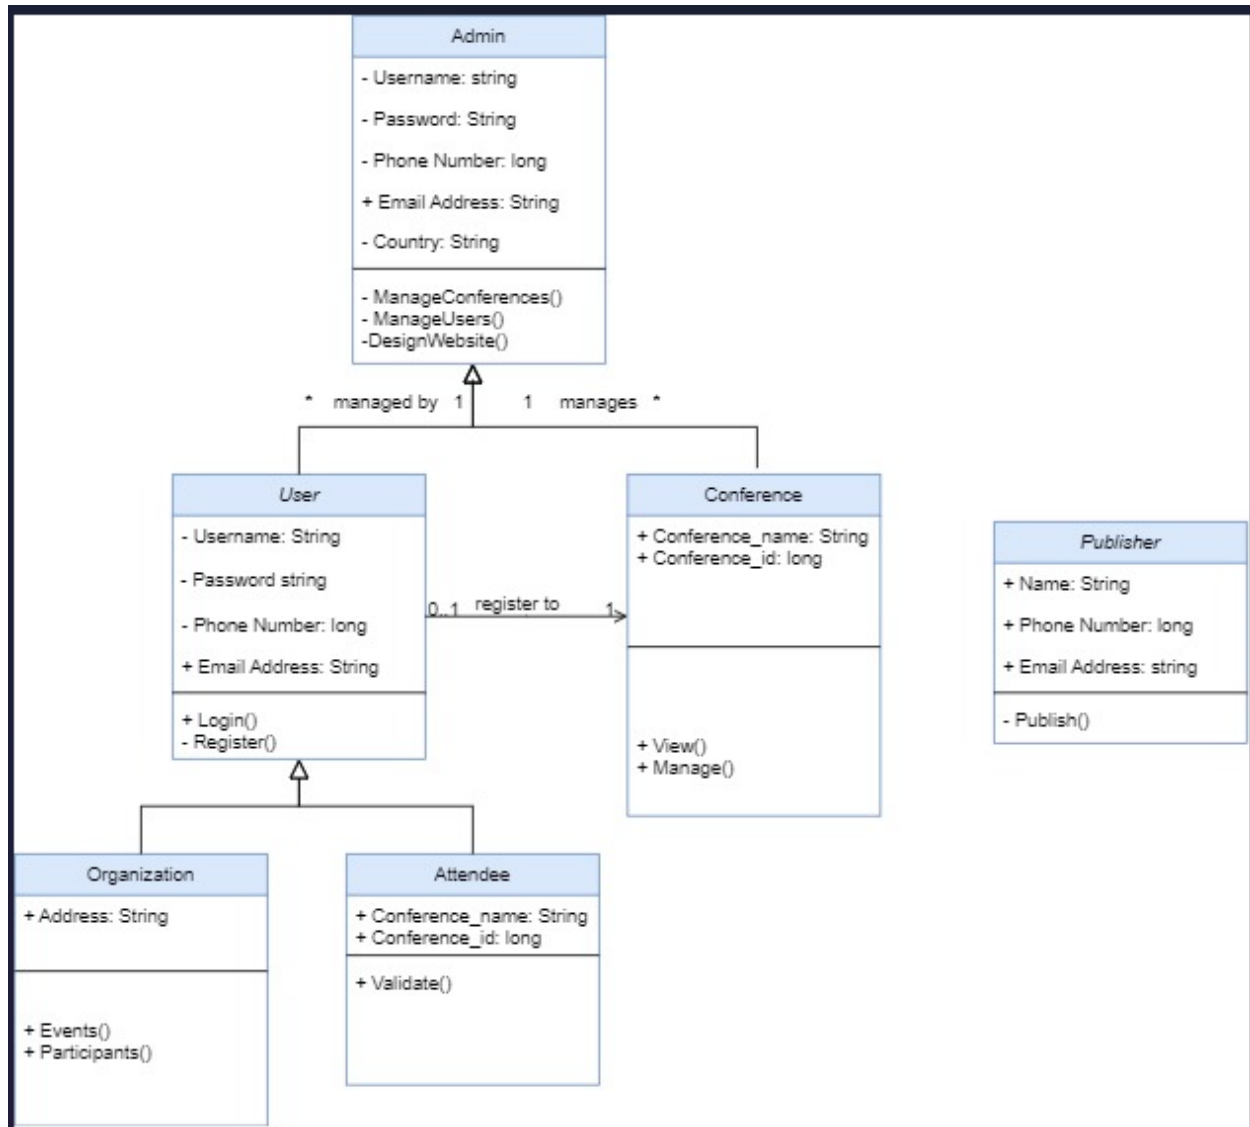 Admin
- Username: string
- Password: String
- Phone Number: long
+ Email Address: String
- Country: String
- ManageConferences()
- ManageUsers()
-DesignWebsite()
* managed by 1
1 manages *
User
- Username: String
- Password string
- Phone Number: long
+ Email Address: String
+ Login()
- Register()
0..1 register to 1
Conference
+ Conference_name: String
+ Conference_id: long
+ View()
+ Manage()
Publisher
+ Name: String
+ Phone Number: long
+ Email Address: string
- Publish()
Organization
+ Address: String
+ Events()
+ Participants()
Attendee
+ Conference_name: String
+ Conference_id: long
+ Validate()